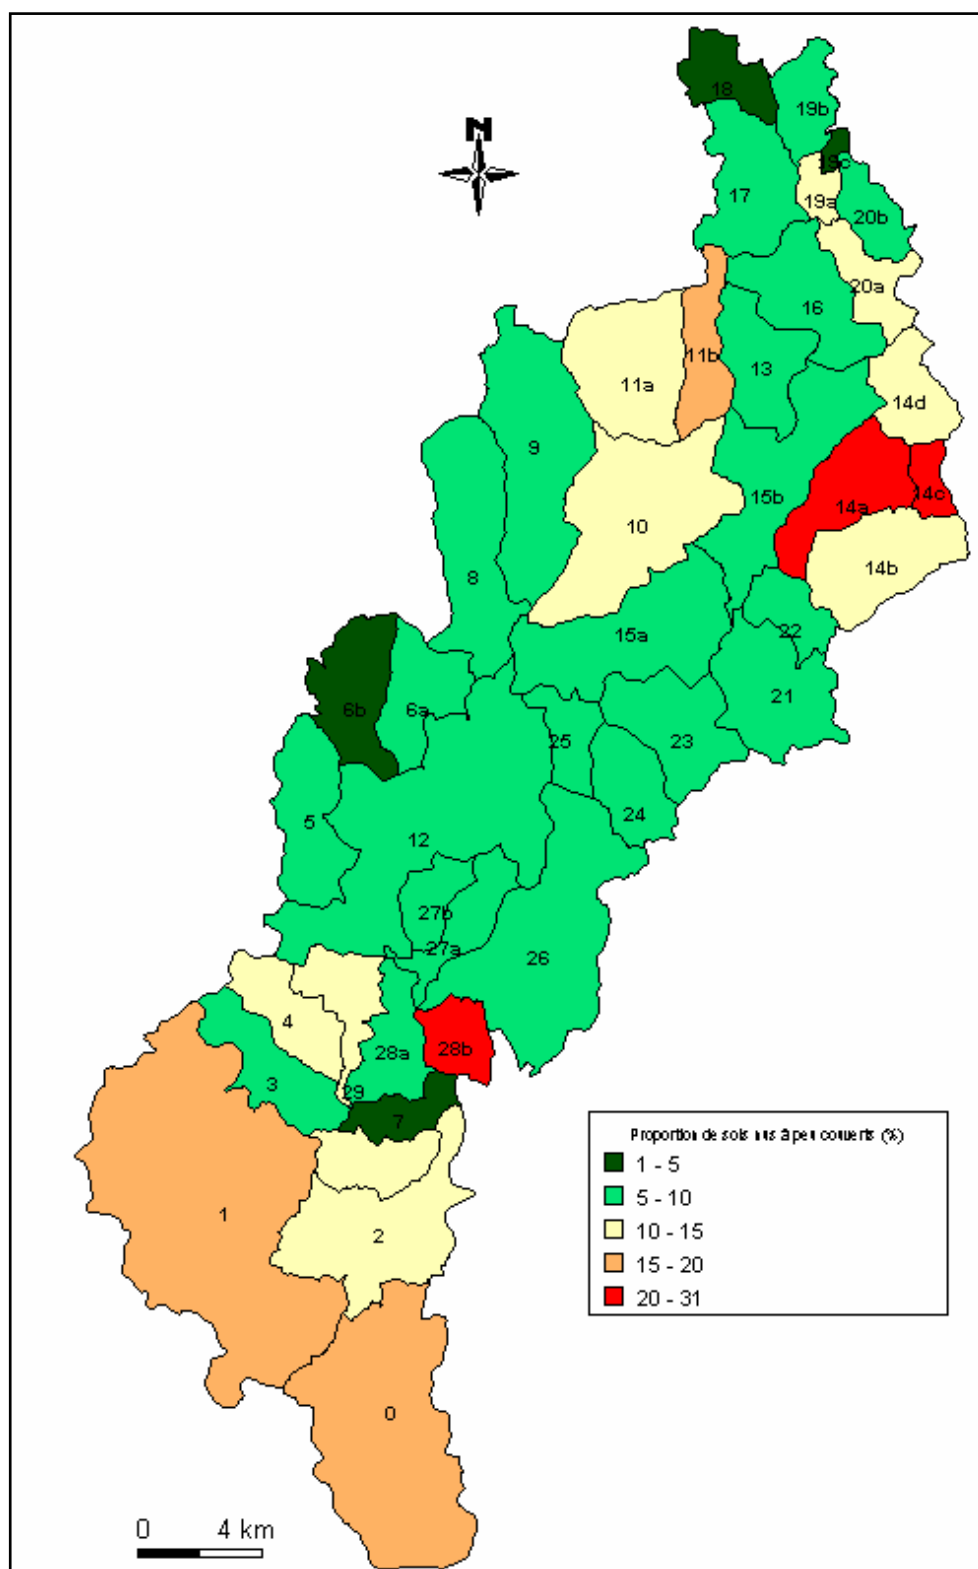 18
19b
19c
N
17
19a
20b
20a
16
11b
13
11a
14d
9
15b
14a
14c
10
14b
8
22
15a
21
6b
6a
25
23
5
24
12
27b
27a
26
4
28a
28b
3
29
7
Proportion de sols nus à peu couverts (%)
1 - 5
5 - 10
1
2
10 - 15
15 - 20
20 - 31
0
0 4 km